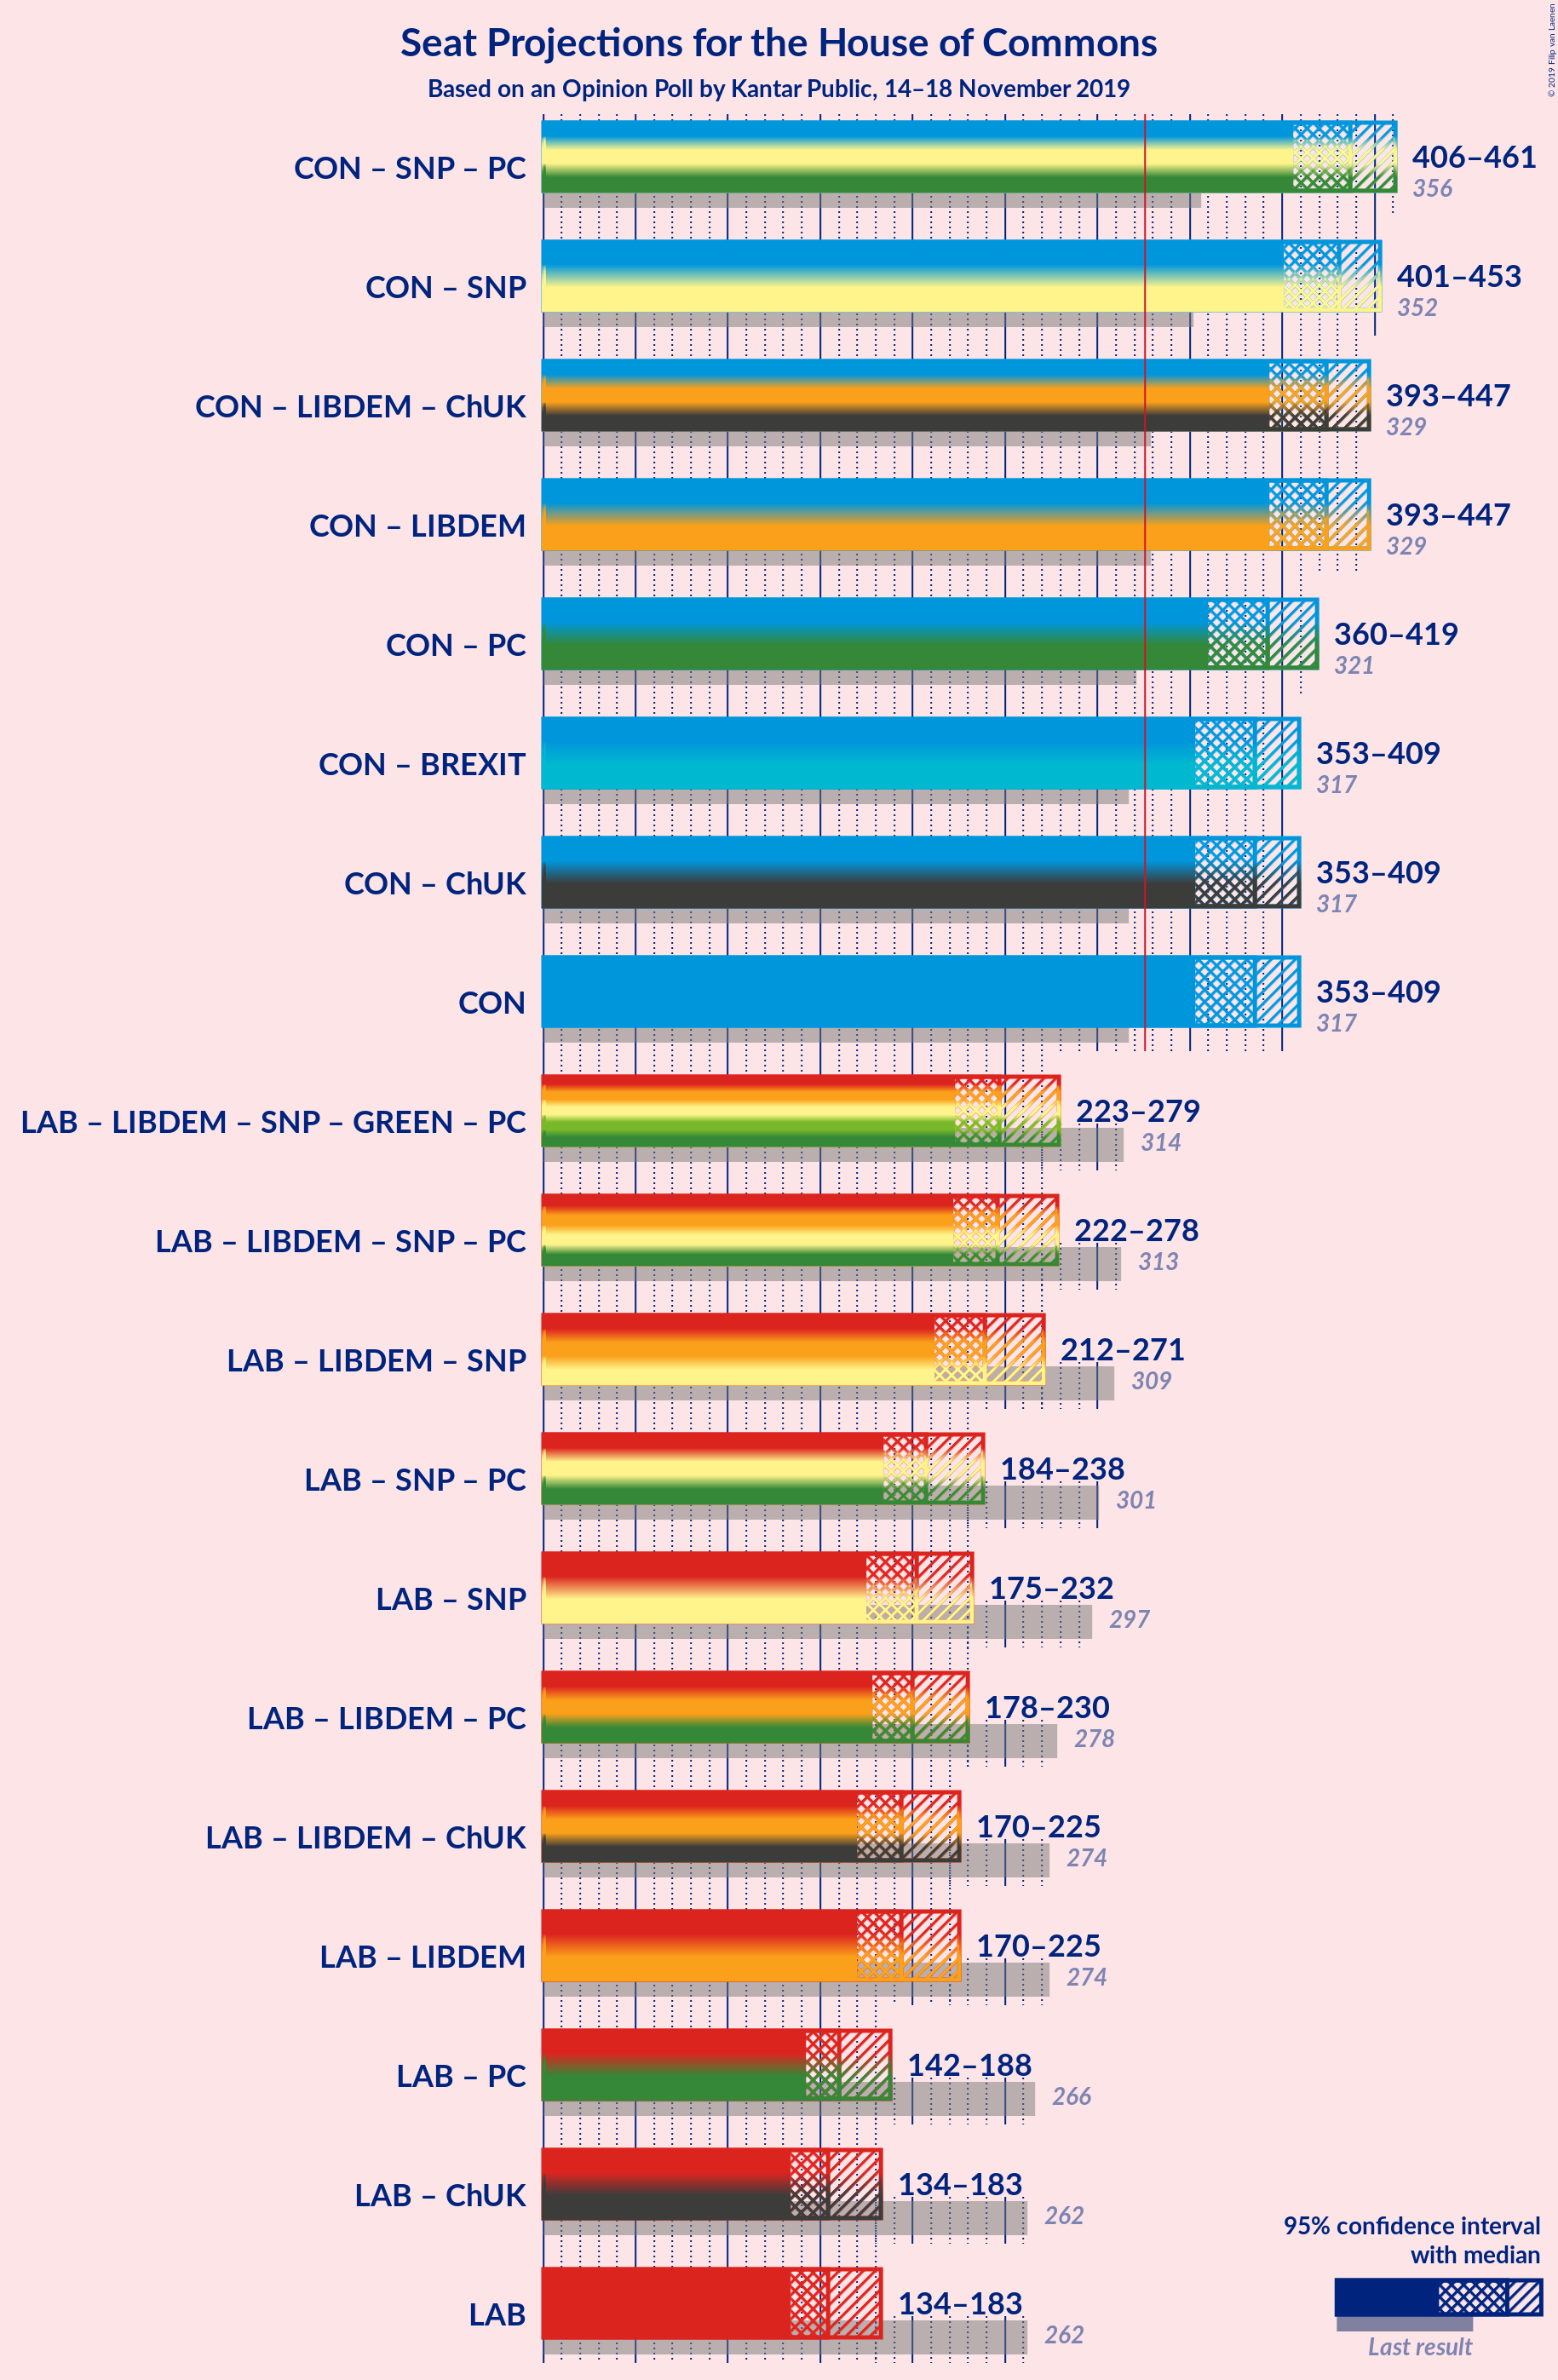 Seat Projections for the House of Commons
Based on an Opinion Poll by Kantar Public, 14–18 November 2019
© 2019 Filip van Laenen
CON – SNP – PC
406–461
356
CON – SNP
401–453
352
CON – LIBDEM – ChUK
393–447
329
CON – LIBDEM
393–447
329
CON – PC
360–419
321
CON – BREXIT
353–409
317
CON – ChUK
353–409
317
CON
353–409
317
LAB – LIBDEM – SNP – GREEN – PC
223–279
314
LAB – LIBDEM – SNP – PC
222–278
313
LAB – LIBDEM – SNP
212–271
309
LAB – SNP – PC
184–238
301
LAB – SNP
175–232
297
LAB – LIBDEM – PC
178–230
278
LAB – LIBDEM – ChUK
170–225
274
LAB – LIBDEM
170–225
274
LAB – PC
142–188
266
LAB – ChUK
134–183
262
LAB
134–183
262
95% confidence interval
with median
Last result